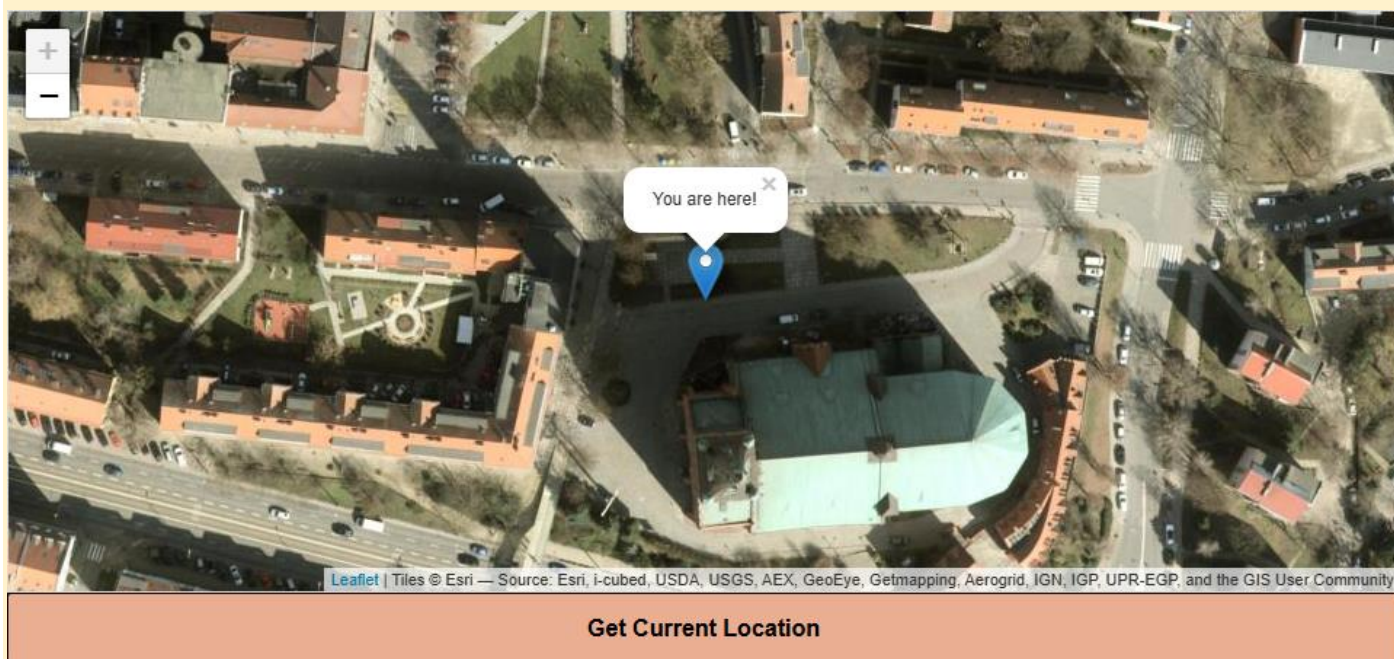 +
−
You are here!
×
Leaflet | Tiles © Esri — Source: Esri, i-cubed, USDA, USGS, AEX, GeoEye, Getmapping, Aerogrid, IGN, IGP, UPR-EGP, and the GIS User Community
Get Current Location